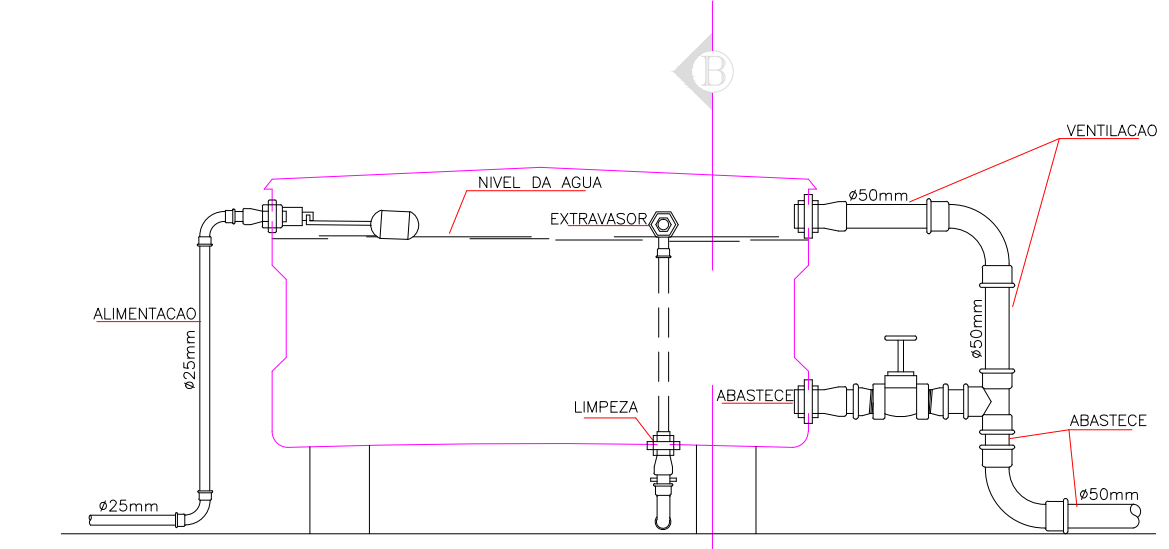 B
VENTILACAO
NIVEL DA AGUA
ø50mm
EXTRAVASOR
ALIMENTACAO
ø25mm
ø50mm
ABASTECE
LIMPEZA
ABASTECE
ø25mm
ø50mm